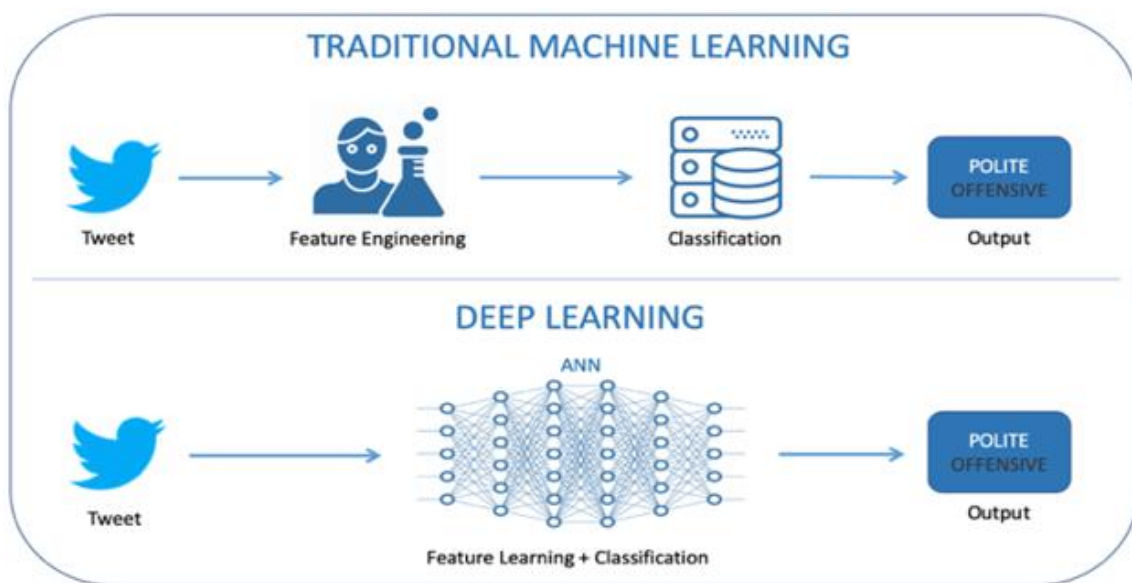 TRADITIONAL MACHINE LEARNING
Tweet
Feature Engineering
Classification
POLITE
OFFENSIVE
Output
DEEP LEARNING
ANN
Tweet
Feature Learning + Classification
POLITE
OFFENSIVE
Output